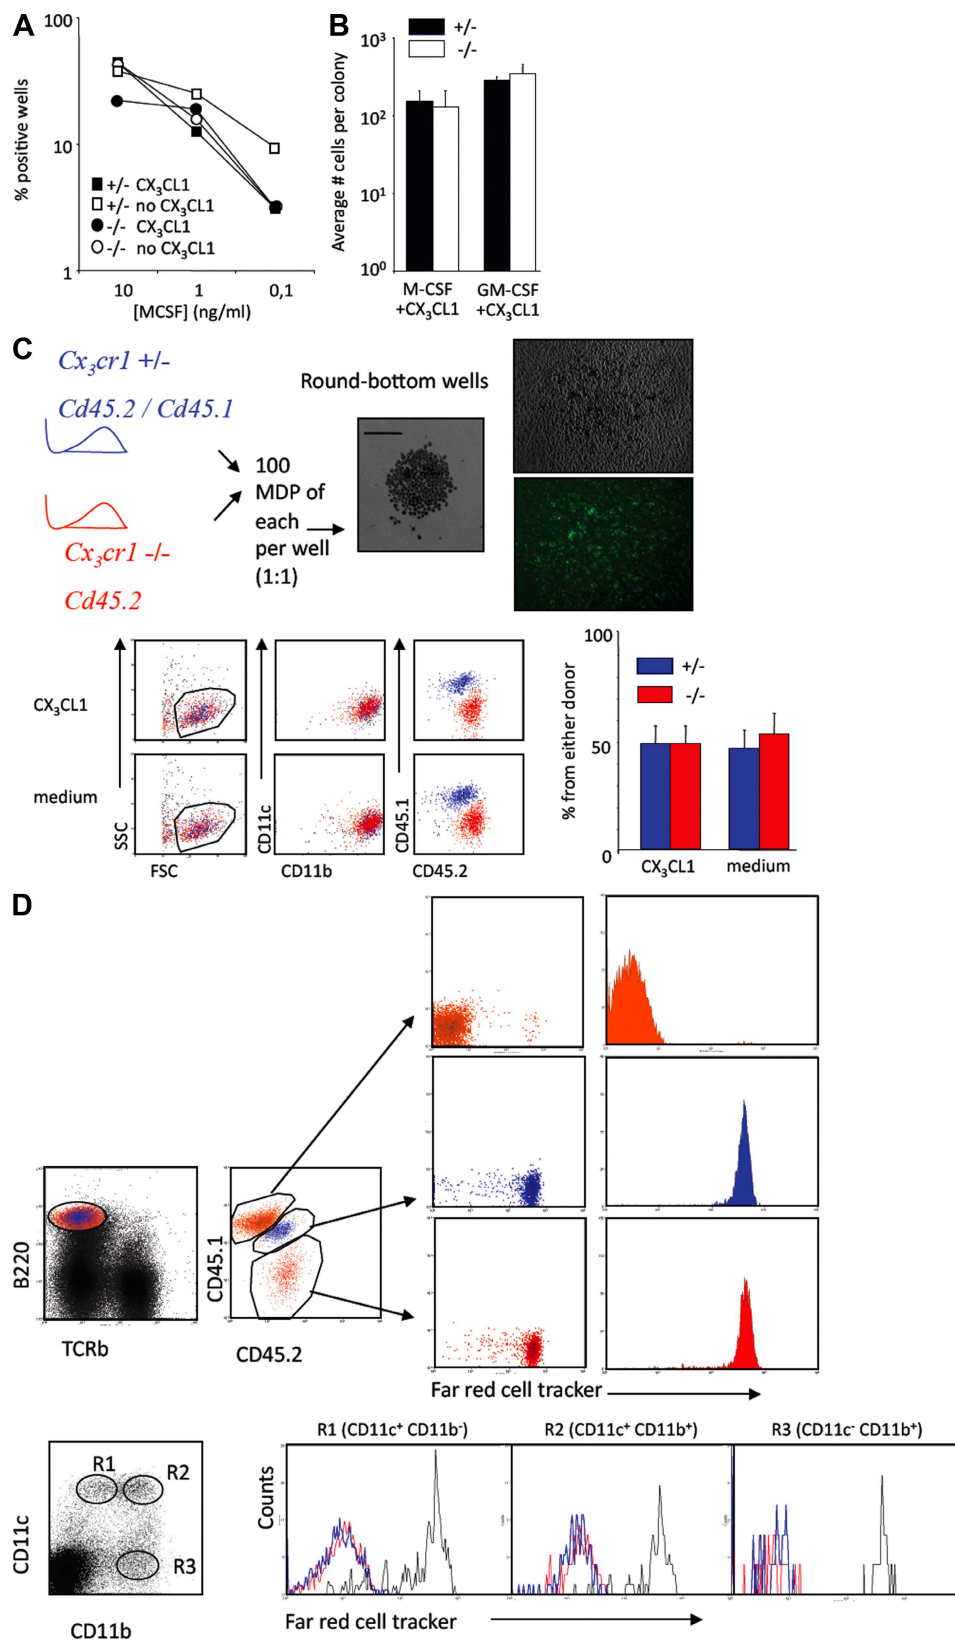 A
100
% positive wells
10
1
+/- CX3CL1
+/- no CX3CL1
-/- CX3CL1
-/- no CX3CL1
10 1 0,1
[MCSF] (ng/ml)
B
+/-
-/-
10³
10²
10¹
10⁰
Average # cells per colony
M-CSF +CX3CL1
GM-CSF +CX3CL1
C
Cx3cr1 +/-
Cd45.2 / Cd45.1
Cx3cr1 -/-
Cd45.2
100
MDP of
each
per well
(1:1)
Round-bottom wells
CX3CL1
medium
SSC
FSC
CD11c
CD11b
CD45.1
CD45.2
100
50
0
% from either donor
+/-
-/-
CX3CL1
medium
D
B220
TCRb
CD45.1
CD45.2
Far red cell tracker
CD11c
R1
R2
R3
CD11b
R1 (CD11c⁺ CD11b⁻)
R2 (CD11c⁺ CD11b⁺)
R3 (CD11c⁻ CD11b⁺)
Counts
Far red cell tracker